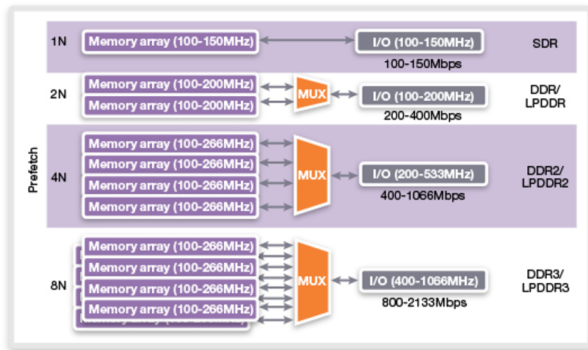 1N
Memory array (100-150MHz)
I/O (100-150MHz)
SDR
100-150Mbps
2N
Memory array (100-200MHz)
Memory array (100-200MHz)
MUX
I/O (100-200MHz)
200-400Mbps
DDR/
LPDDR
Prefetch
4N
Memory array (100-266MHz)
Memory array (100-266MHz)
Memory array (100-266MHz)
Memory array (100-266MHz)
MUX
I/O (200-533MHz)
400-1066Mbps
DDR2/
LPDDR2
8N
Memory array (100-266MHz)
Memory array (100-266MHz)
Memory array (100-266MHz)
Memory array (100-266MHz)
MUX
I/O (400-1066MHz)
800-2133Mbps
DDR3/
LPDDR3